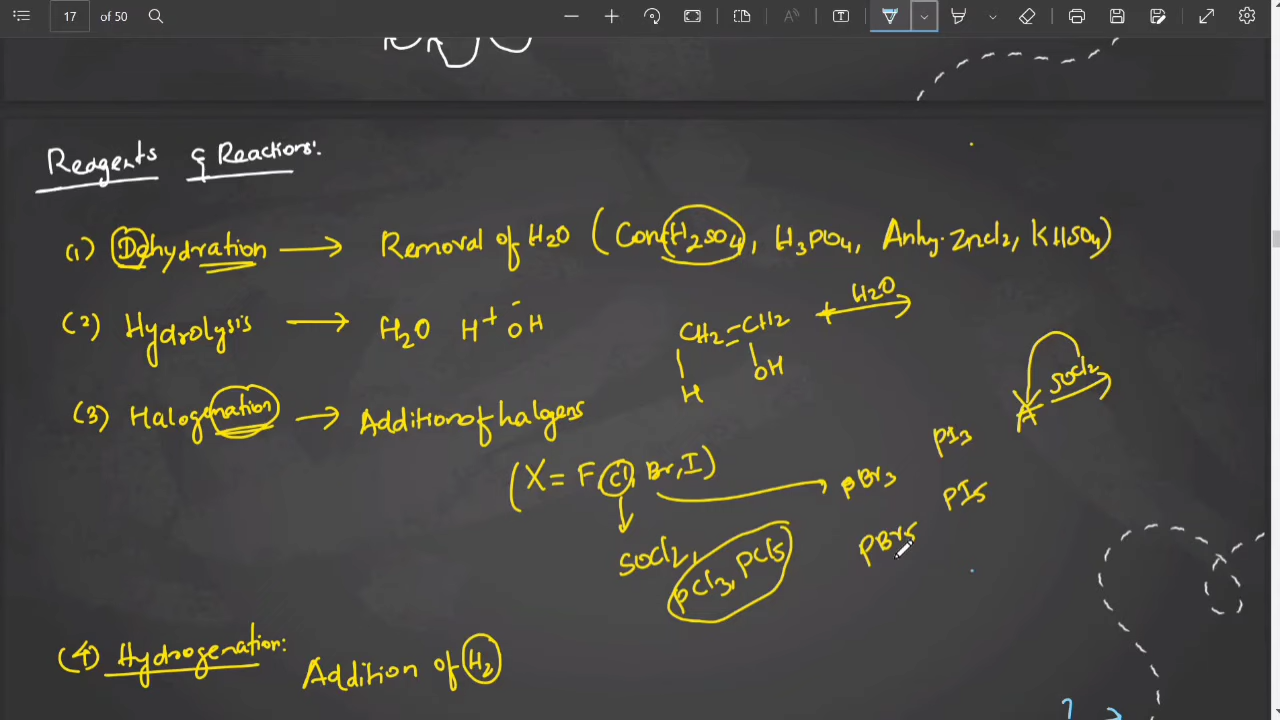 17 of 50
Reagents & Reactions:
(1) Dehydration → Removal of H2O (Conc H2SO4, H3PO4, Anhy. ZnCl2, KHSO4)
(2) Hydrolysis → H2O H+ OH-
CH2=CH2 + H2O →
H OH
(3) Halogenation → Addition of halogens
A SOCl2 →
(X = F, Cl, Br, I) → PBr3 PI3
PBr5 PI5
SOCl2,
PCl3, PCl5
(4) Hydrogenation: Addition of H2
?